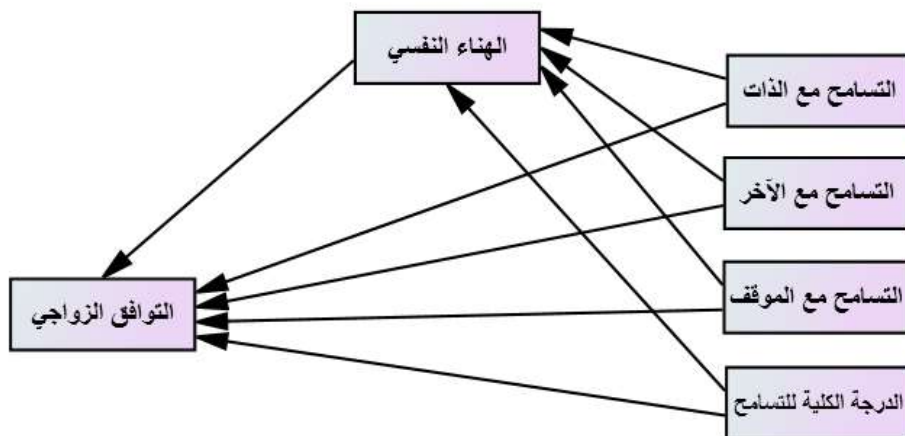 الهناء النفسي
التسامح مع الذات
التسامح مع الآخر
التسامح مع الموقف
التوافق الزواجي
الدرجة الكلية للتسامح